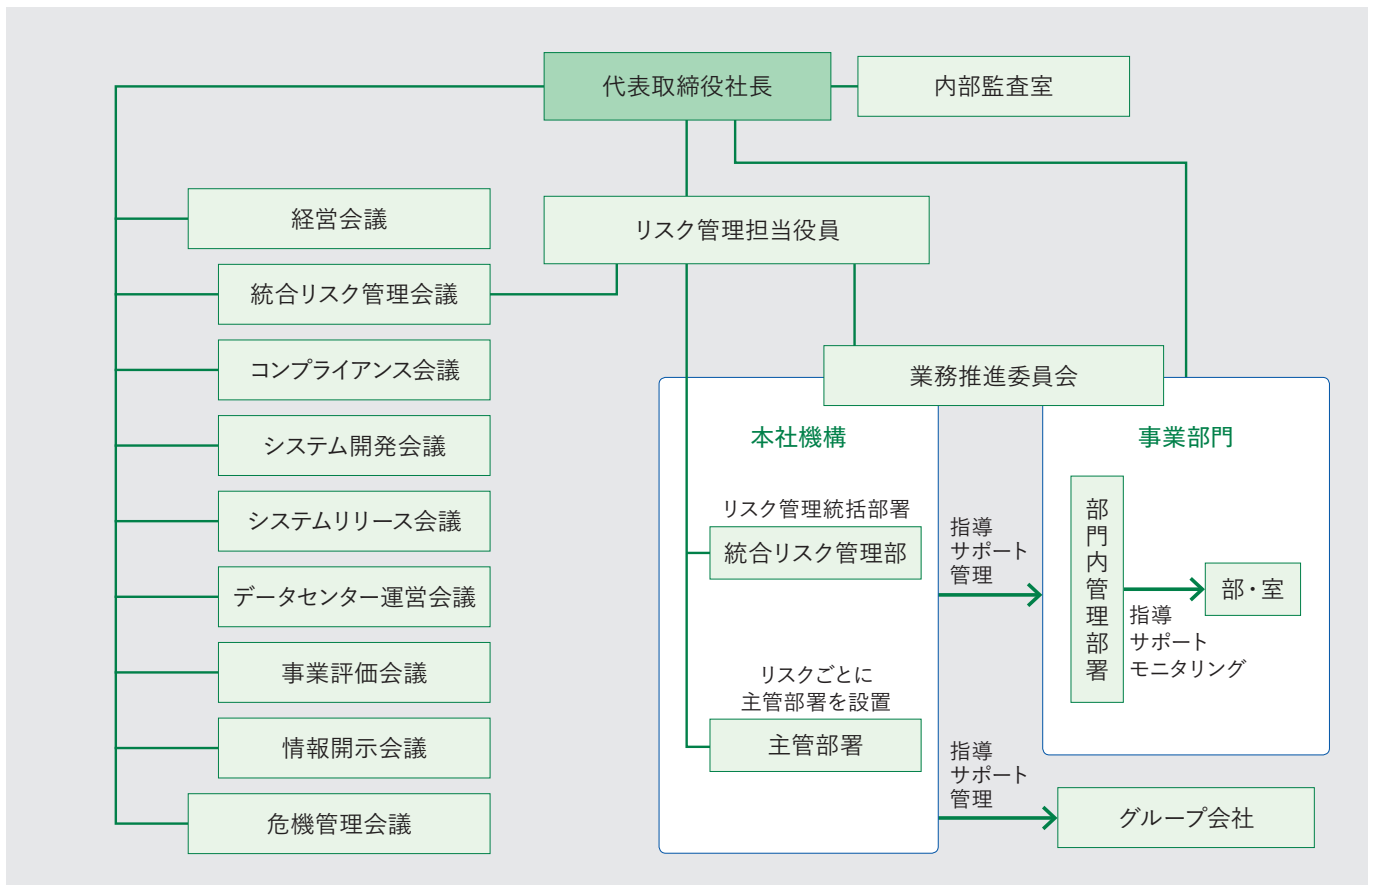 代表取締役社長
内部監査室
経営会議
リスク管理担当役員
統合リスク管理会議
コンプライアンス会議
システム開発会議
システムリリース会議
データセンター運営会議
事業評価会議
情報開示会議
危機管理会議
業務推進委員会
本社機構
リスク管理統括部署
統合リスク管理部
リスクごとに
主管部署を設置
主管部署
指導
サポート
管理
事業部門
部門内管理部署
指導
サポート
モニタリング
部・室
指導
サポート
管理
グループ会社